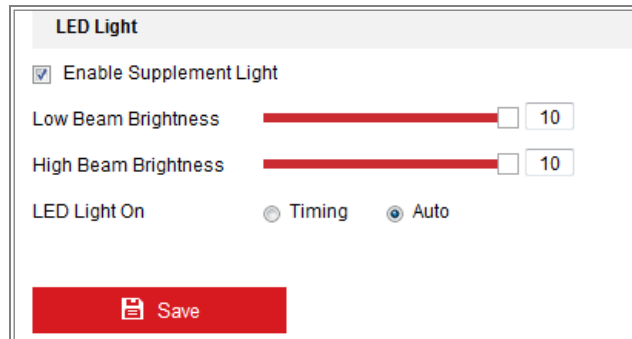 LED Light
Enable Supplement Light
Low Beam Brightness 10
High Beam Brightness 10
LED Light On Timing Auto
Save